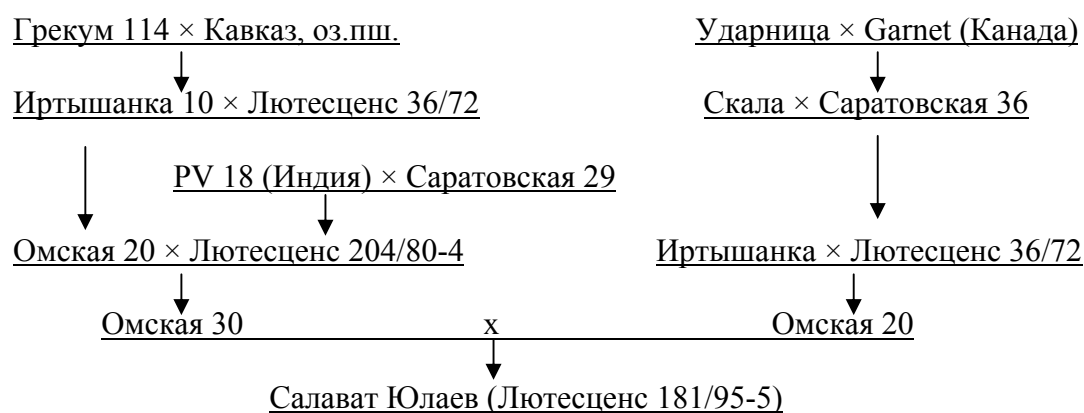 Грекум 114 × Кавказ, оз.пш. Ударница × Garnet (Канада)
Иртышанка 10 × Лютесценс 36/72 Скала × Саратовская 36
PV 18 (Индия) × Саратовская 29
Омская 20 × Лютесценс 204/80-4 Иртышанка × Лютесценс 36/72
Омская 30 х Омская 20
Салават Юлаев (Лютесценс 181/95-5)